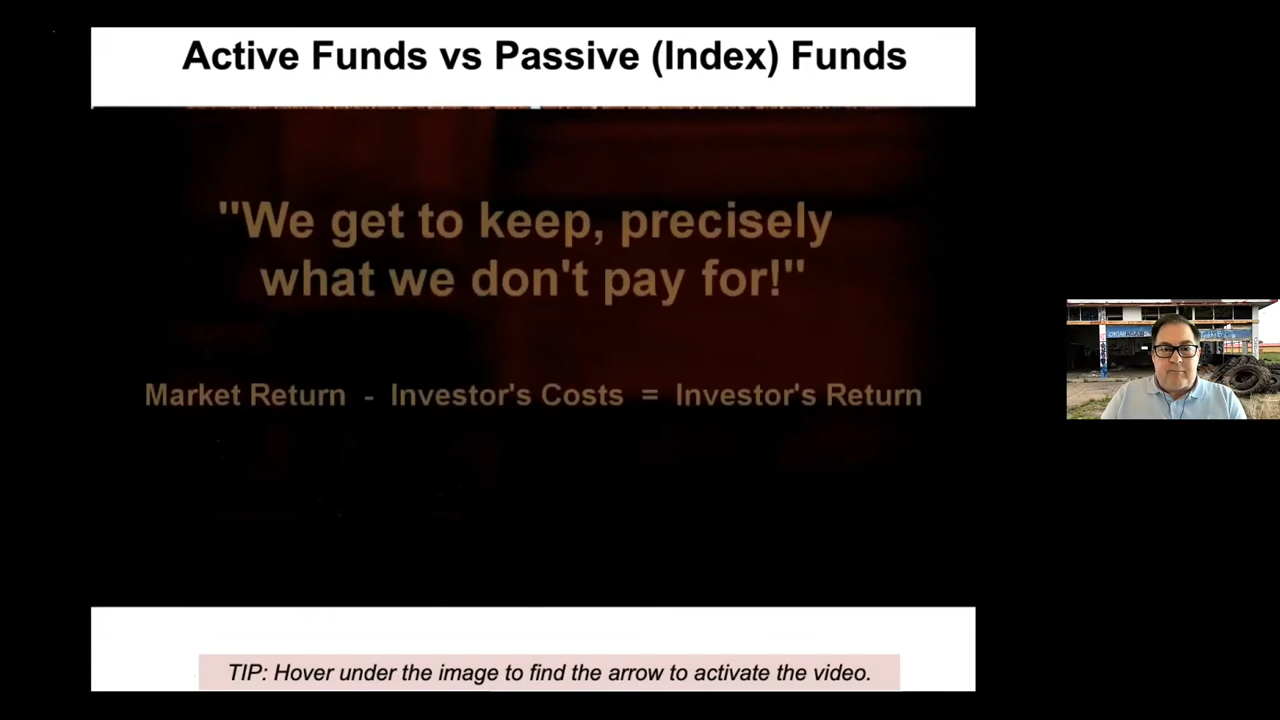 Active Funds vs Passive (Index) Funds
"We get to keep, precisely
what we don't pay for!"
Market Return - Investor's Costs = Investor's Return
TIP: Hover under the image to find the arrow to activate the video.